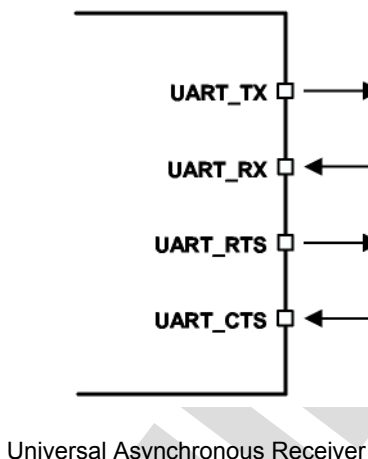 UART_TX
UART_RX
UART_RTS
UART_CTS
Universal Asynchronous Receiver